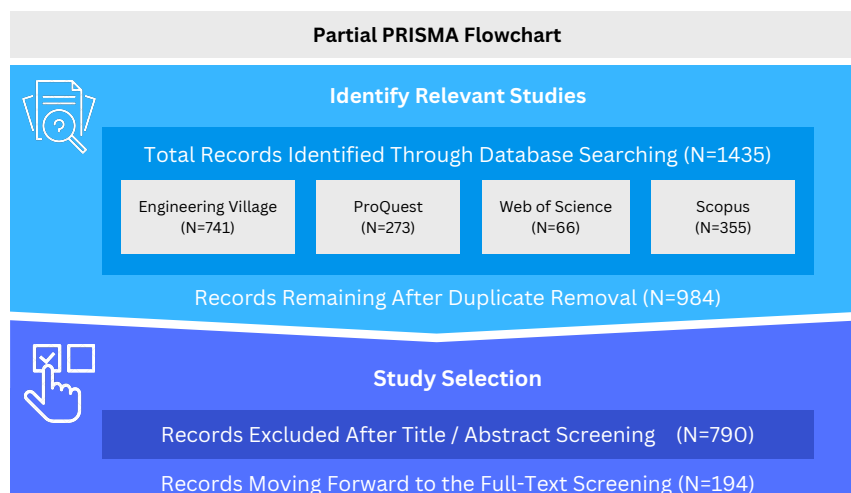 Partial PRISMA Flowchart
Identify Relevant Studies
?
Total Records Identified Through Database Searching (N=1435)
Engineering Village
(N=741)
ProQuest
(N=273)
Web of Science
(N=66)
Scopus
(N=355)
Records Remaining After Duplicate Removal (N=984)
Study Selection
Records Excluded After Title / Abstract Screening (N=790)
Records Moving Forward to the Full-Text Screening (N=194)